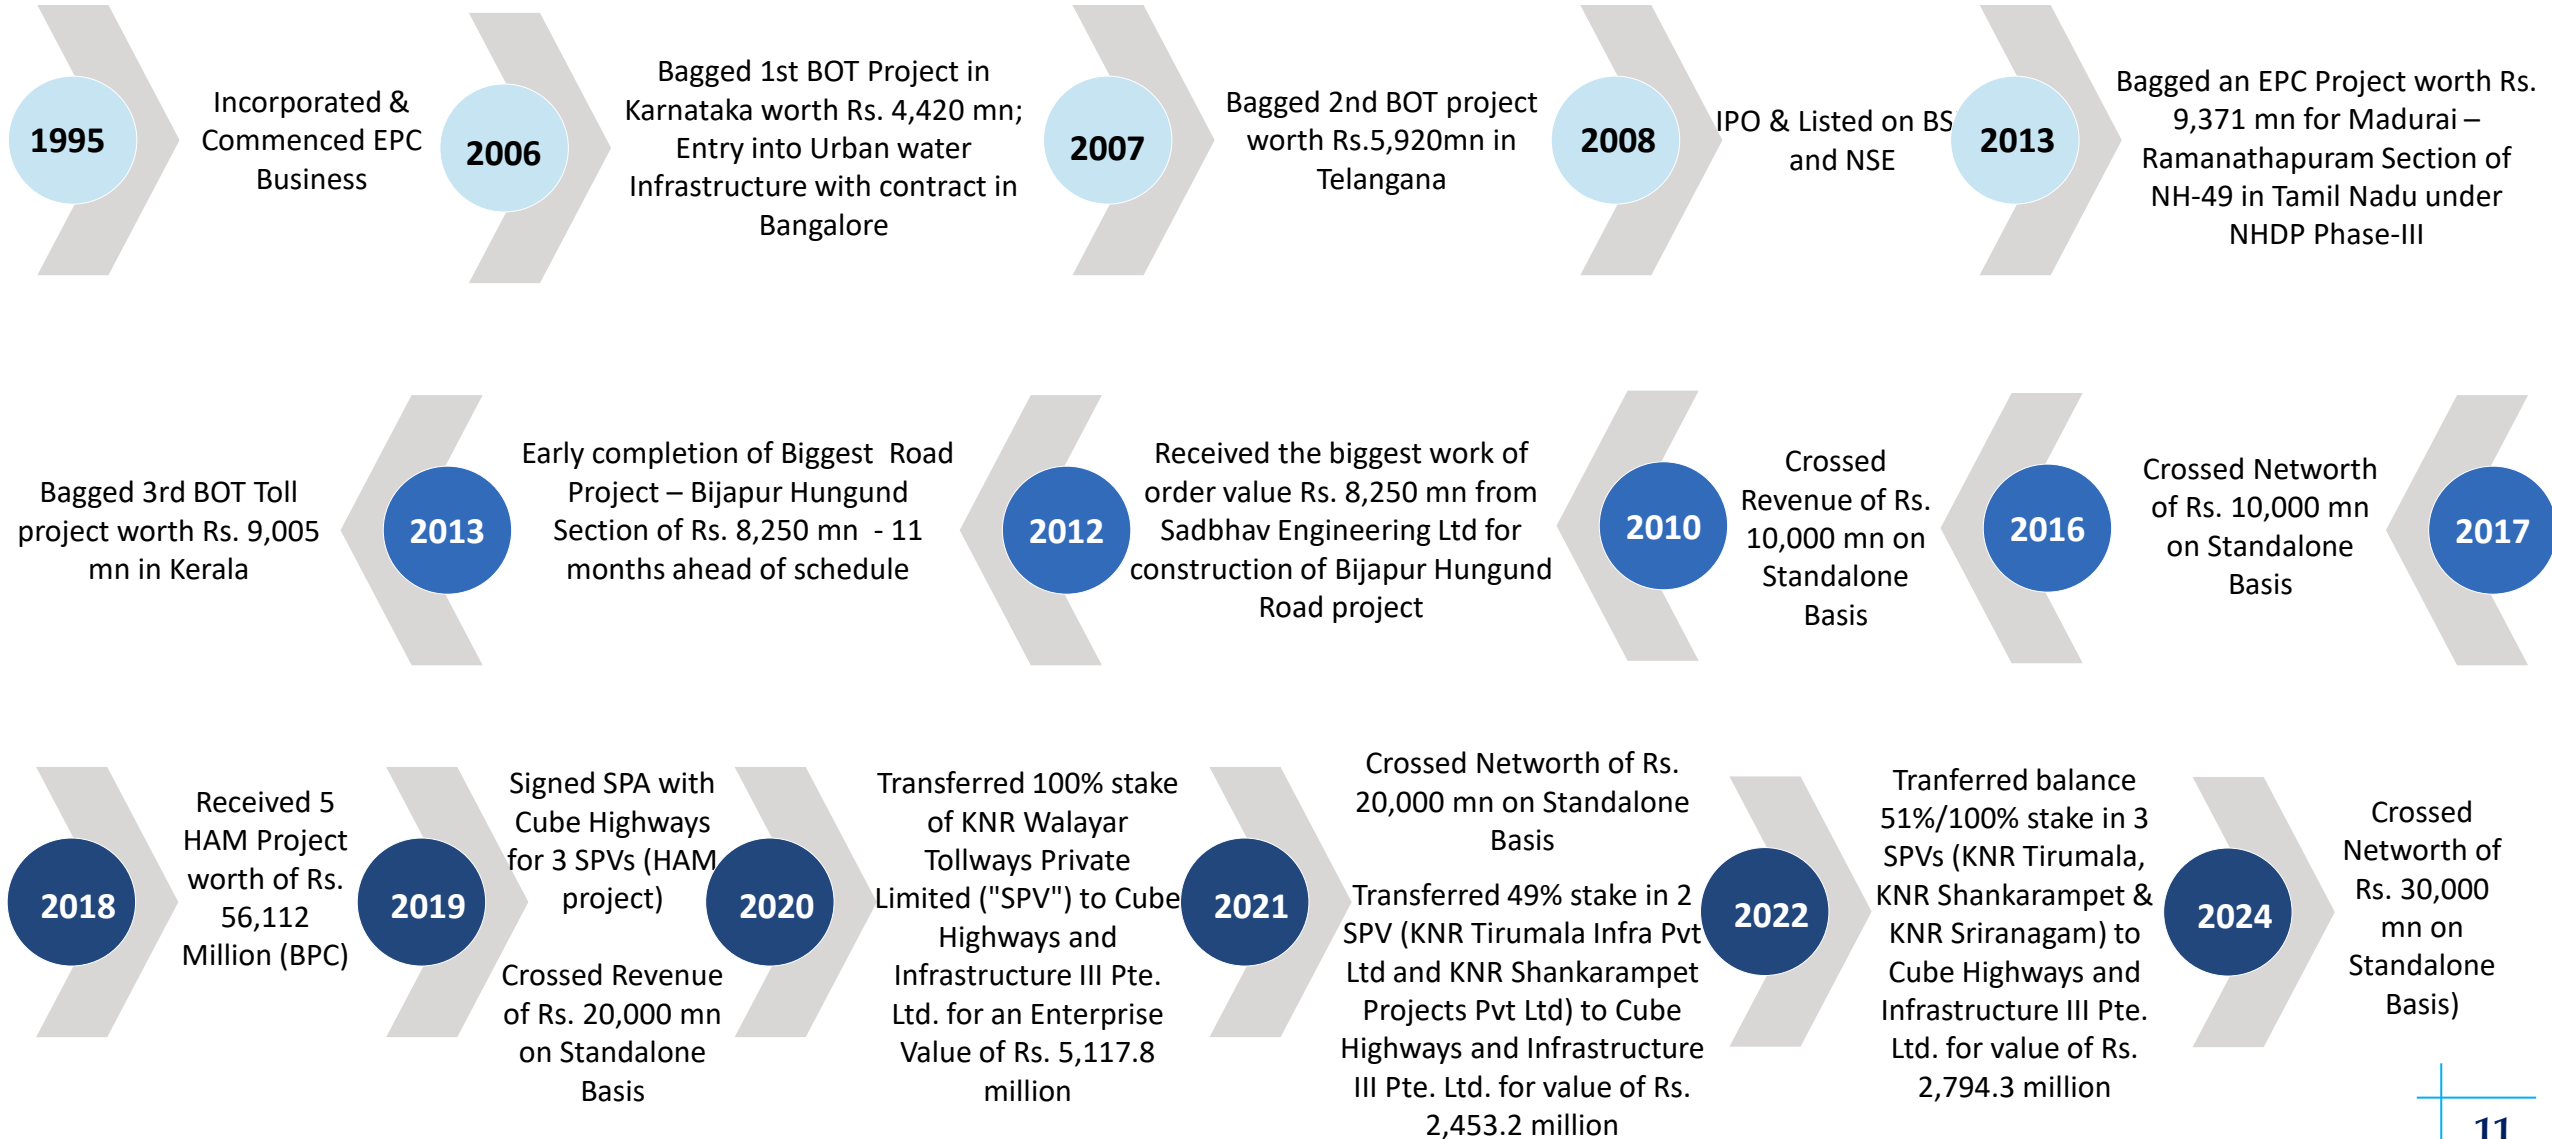 1995
Incorporated &
Commenced EPC
Business
2006
Bagged 1st BOT Project in
Karnataka worth Rs. 4,420 mn;
Entry into Urban water
Infrastructure with contract in
Bangalore
2007
Bagged 2nd BOT project
worth Rs.5,920mn in
Telangana
2008
IPO & Listed on BS
and NSE
2013
Bagged an EPC Project worth Rs.
9,371 mn for Madurai –
Ramanathapuram Section of
NH-49 in Tamil Nadu under
NHDP Phase-III
Bagged 3rd BOT Toll
project worth Rs. 9,005
mn in Kerala
2013
Early completion of Biggest Road
Project – Bijapur Hungund
Section of Rs. 8,250 mn - 11
months ahead of schedule
2012
Received the biggest work of
order value Rs. 8,250 mn from
Sadbhav Engineering Ltd for
construction of Bijapur Hungund
Road project
2010
Crossed
Revenue of Rs.
10,000 mn on
Standalone
Basis
2016
Crossed Networth
of Rs. 10,000 mn
on Standalone
Basis
2017
2018
Received 5
HAM Project
worth of Rs.
56,112
Million (BPC)
2019
Signed SPA with
Cube Highways
for 3 SPVs (HAM
project)
Crossed Revenue
of Rs. 20,000 mn
on Standalone
Basis
2020
Transferred 100% stake
of KNR Walayar
Tollways Private
Limited ("SPV") to Cube
Highways and
Infrastructure III Pte.
Ltd. for an Enterprise
Value of Rs. 5,117.8
million
2021
Crossed Networth of Rs.
20,000 mn on Standalone
Basis
Transferred 49% stake in 2
SPV (KNR Tirumala Infra Pvt
Ltd and KNR Shankarampet
Projects Pvt Ltd) to Cube
Highways and Infrastructure
III Pte. Ltd. for value of Rs.
2,453.2 million
2022
Tranferred balance
51%/100% stake in 3
SPVs (KNR Tirumala,
KNR Shankarampet &
KNR Sriranagam) to
Cube Highways and
Infrastructure III Pte.
Ltd. for value of Rs.
2,794.3 million
2024
Crossed
Networth of
Rs. 30,000
mn on
Standalone
Basis)
11